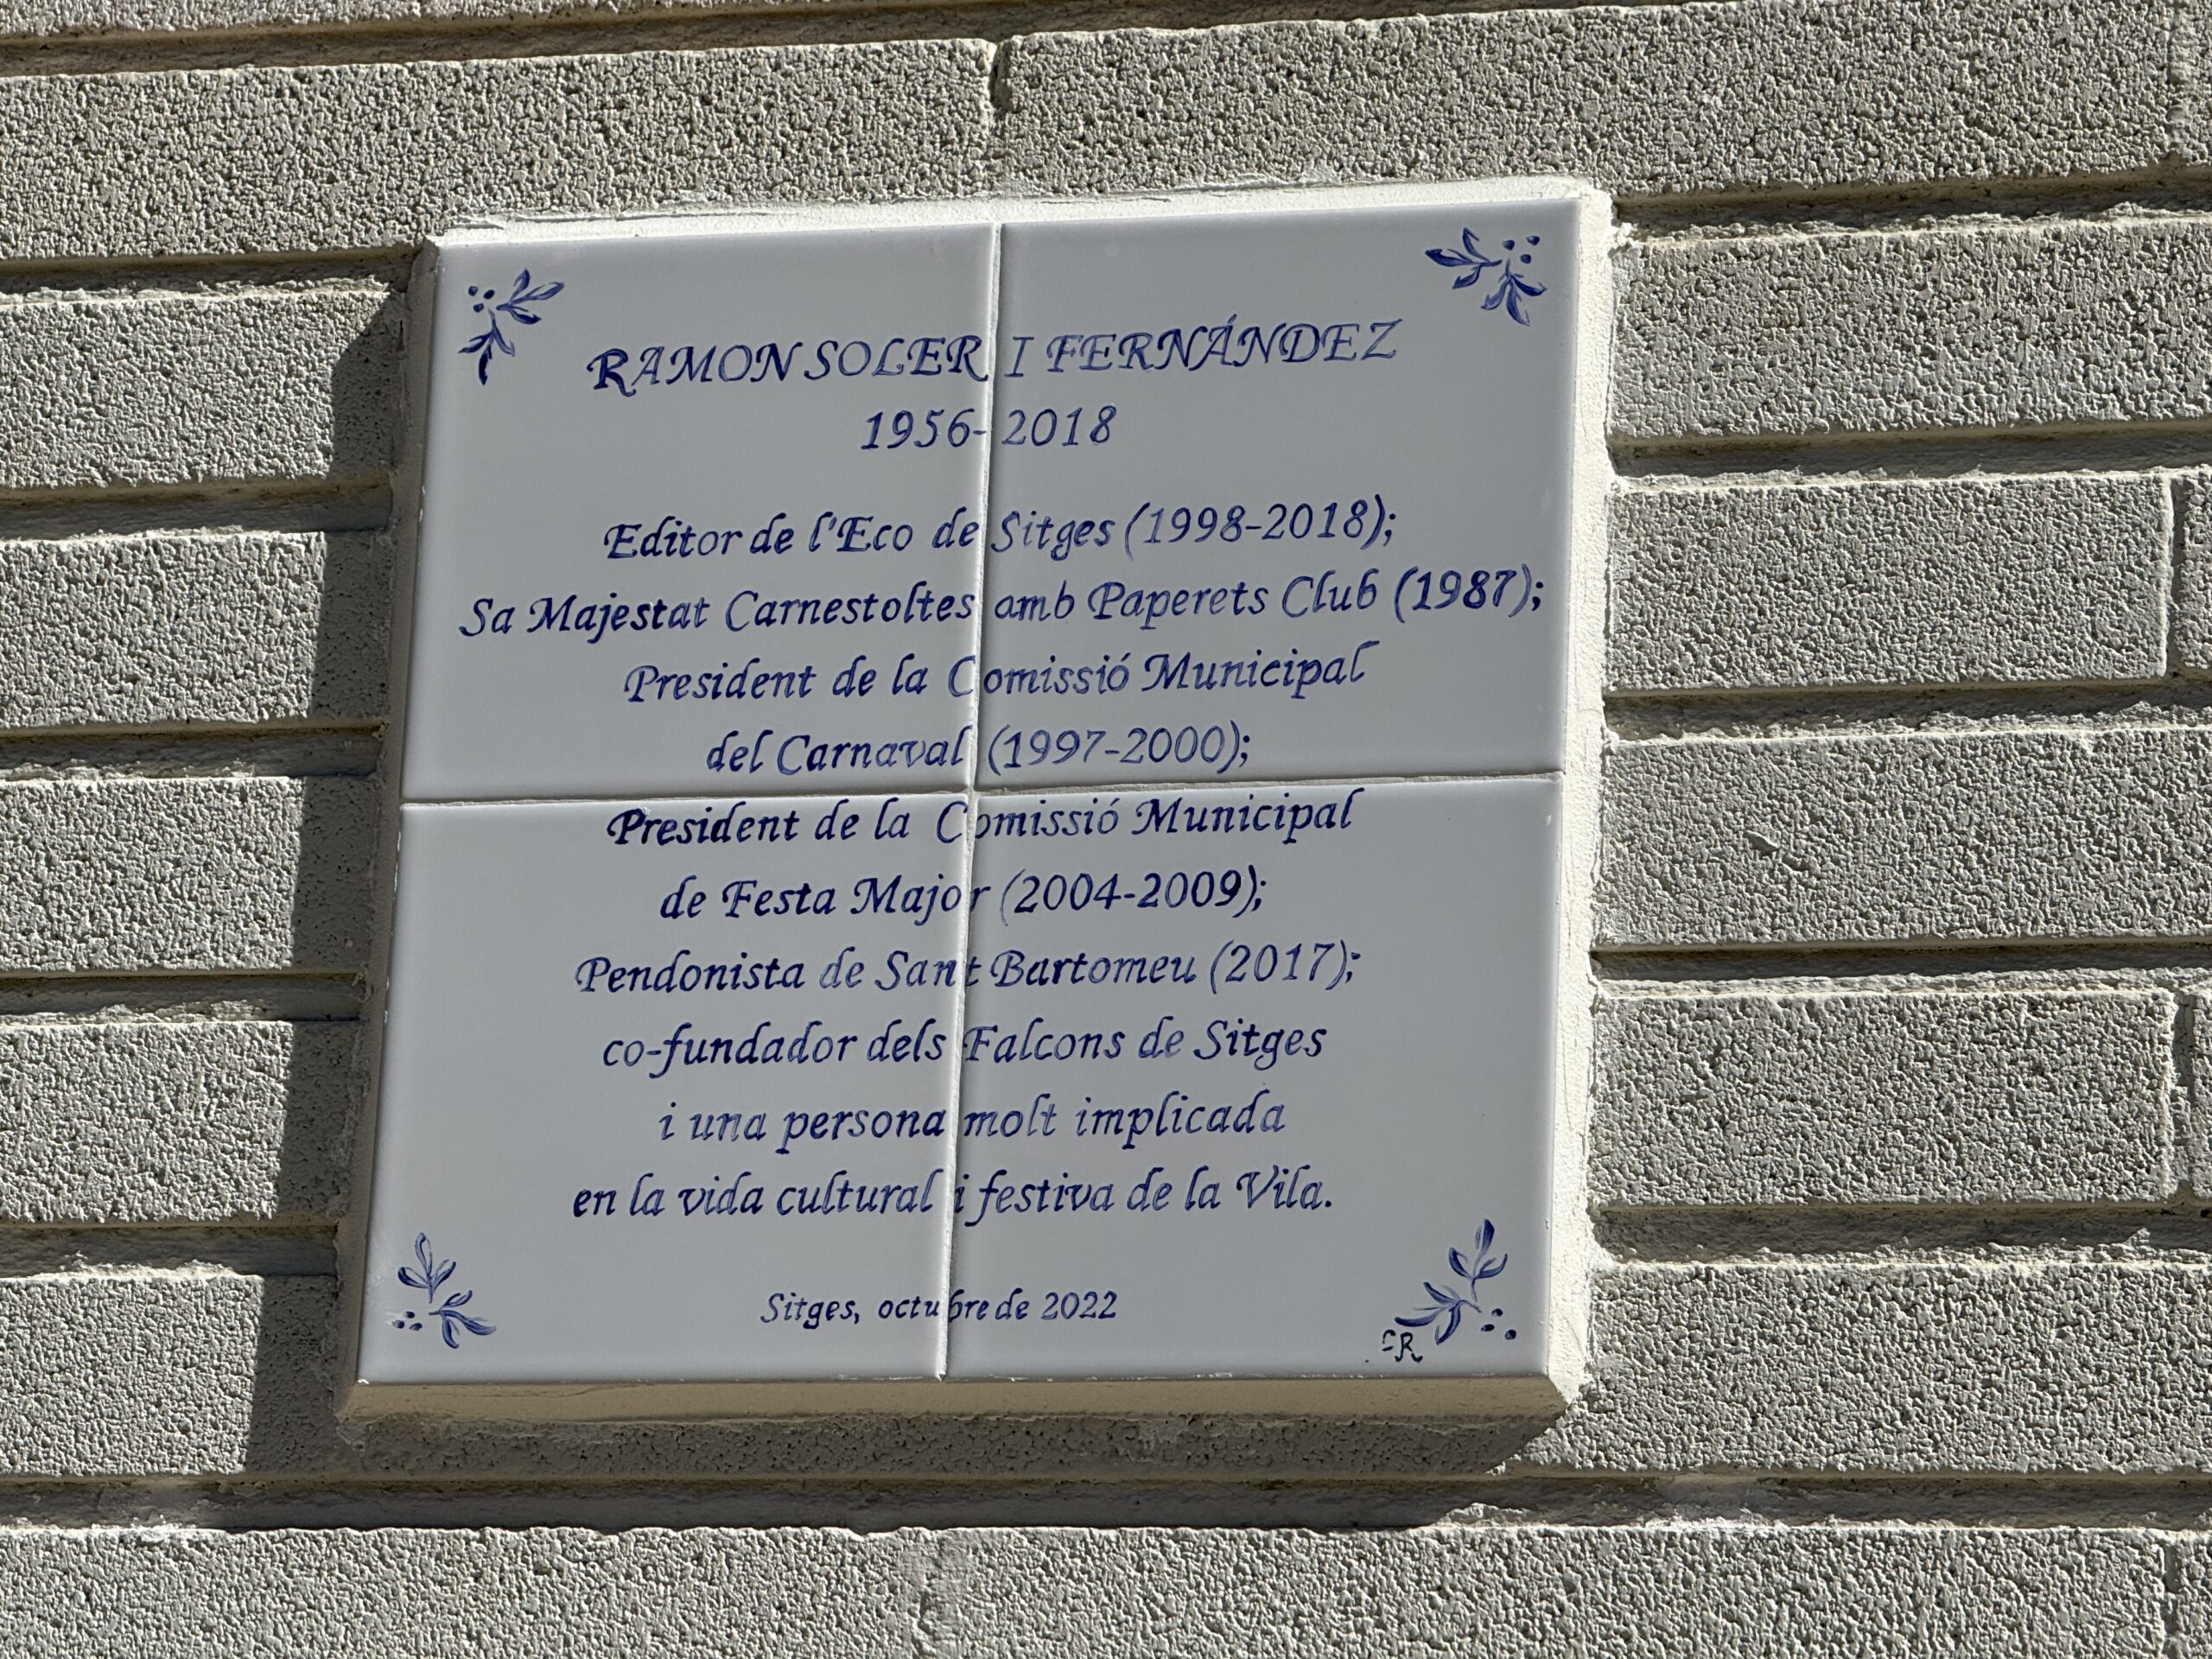 RAMON SOLER I FERNÁNDEZ
1956-2018
Editor de l'Eco de Sitges (1998-2018);
Sa Majestat Carnestoltes amb Paperets Club (1987);
President de la Comissió Municipal
del Carnaval (1997-2000);
President de la Comissió Municipal
de Festa Major (2004-2009);
Pendonista de Sant Bartomeu (2017);
co-fundador dels Falcons de Sitges
i una persona molt implicada
en la vida cultural i festiva de la Vila.
Sitges, octubre de 2022